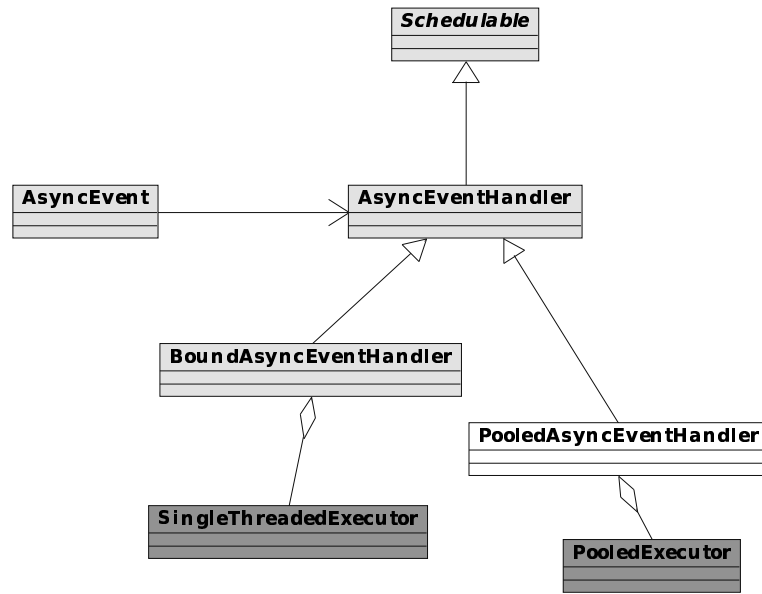 Schedulable
AsyncEvent
AsyncEventHandler
BoundAsyncEventHandler
PooledAsyncEventHandler
SingleThreadedExecutor
PooledExecutor